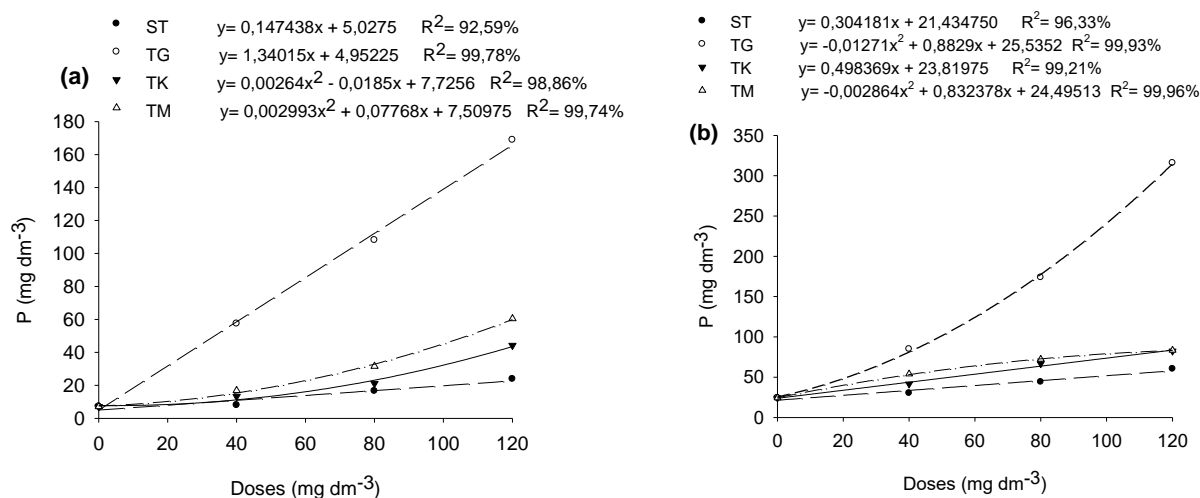 ST y= 0,147438x + 5,0275 R²= 92,59%
TG y= 1,34015x + 4,95225 R²= 99,78%
(a)
TK y= 0,00264x² - 0,0185x + 7,7256 R²= 98,86%
TM y= 0,002993x² + 0,07768x + 7,50975 R²= 99,74%
180
160
140
120
100
80
60
40
20
0
P (mg dm⁻³)
0 20 40 60 80 100 120
Doses (mg dm⁻³)
ST y= 0,304181x + 21,434750 R²= 96,33%
TG y= -0,01271x² + 0,8829x + 25,5352 R²= 99,93%
TK y= 0,498369x + 23,81975 R²= 99,21%
TM y= -0,002864x² + 0,832378x + 24,49513 R²= 99,96%
(b)
350
300
250
200
150
100
50
0
P (mg dm⁻³)
0 20 40 60 80 100 120
Doses (mg dm⁻³)